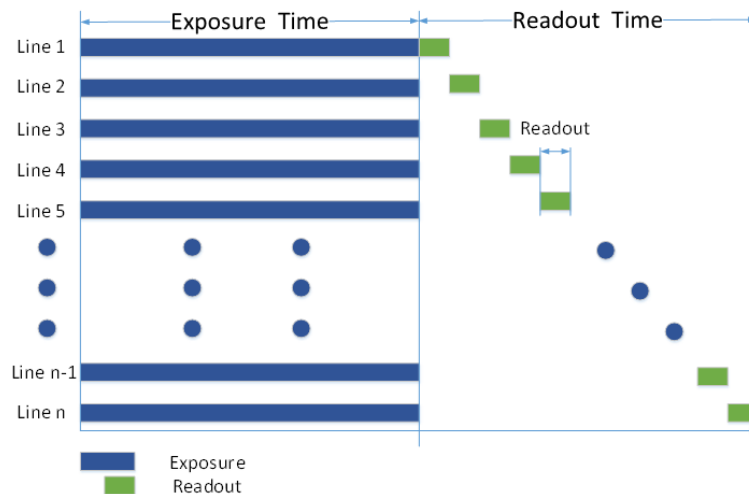 Exposure Time
Readout Time
Line 1
Line 2
Line 3
Readout
Line 4
Line 5
Line n-1
Line n
Exposure
Readout